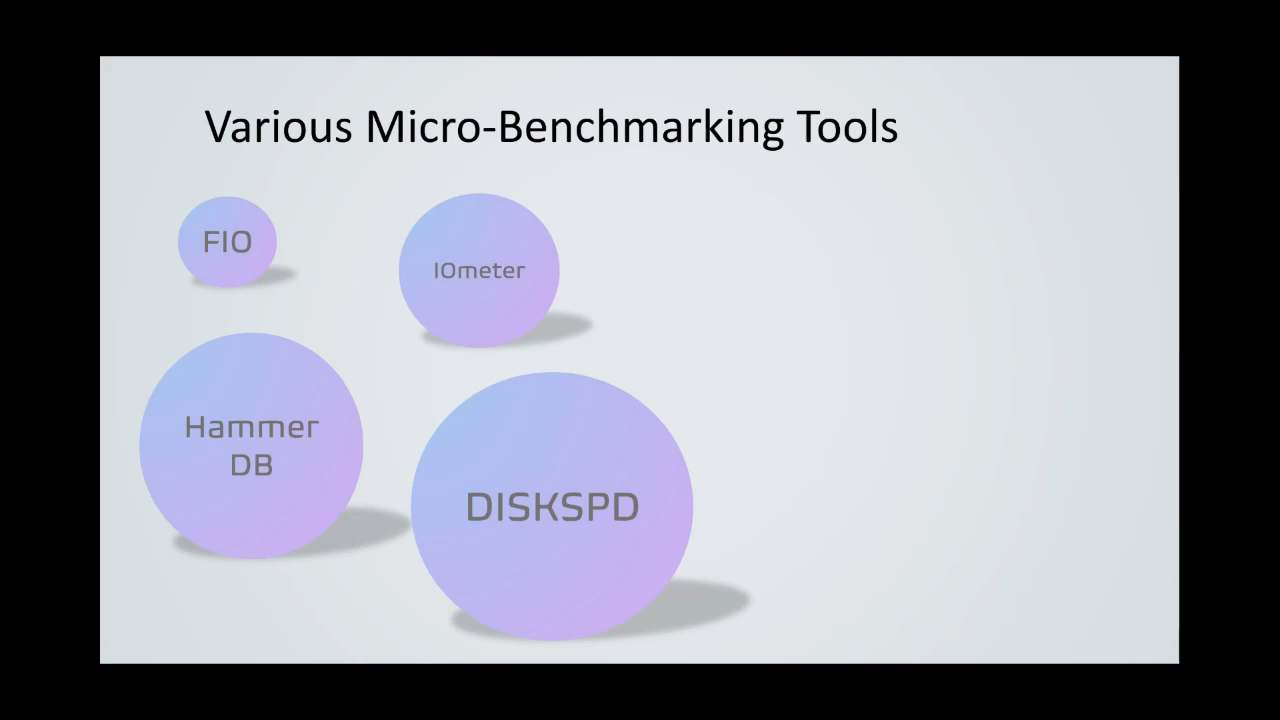 Various Micro-Benchmarking Tools
FIO
IOmeter
Hammer
DB
DISKSPD